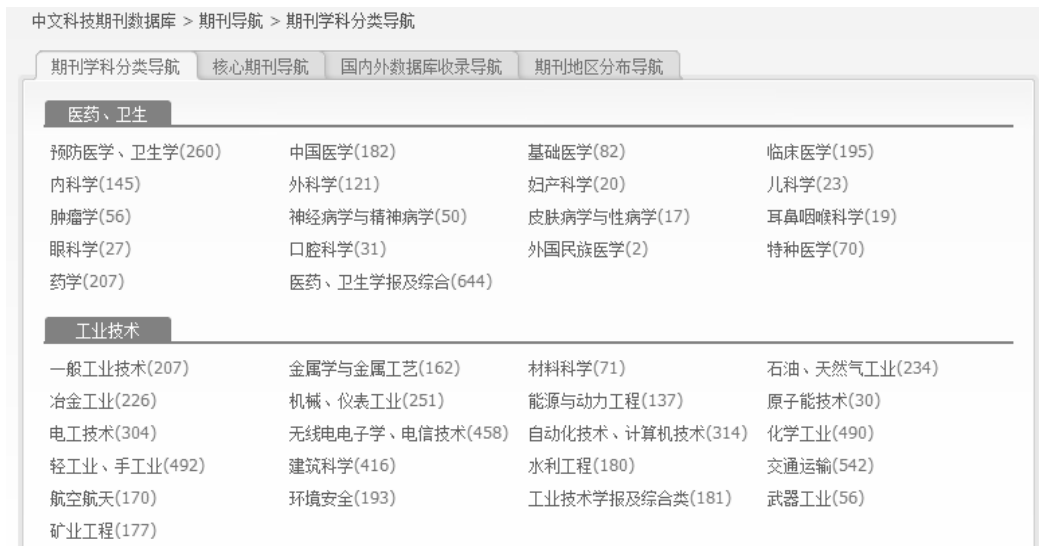 中文科技期刊数据库 > 期刊导航 > 期刊学科分类导航
期刊学科分类导航 核心期刊导航 国内外数据库收录导航 期刊地区分布导航
医药、卫生
预防医学、卫生学(260) 中国医学(182) 基础医学(82) 临床医学(195)
内科学(145) 外科学(121) 妇产科学(20) 儿科学(23)
肿瘤学(56) 神经病学与精神病学(50) 皮肤病学与性病学(17) 耳鼻咽喉科学(19)
眼科学(27) 口腔科学(31) 外国民族医学(2) 特种医学(70)
药学(207) 医药、卫生学报及综合(644)
工业技术
一般工业技术(207) 金属学与金属工艺(162) 材料科学(71) 石油、天然气工业(234)
冶金工业(226) 机械、仪表工业(251) 能源与动力工程(137) 原子能技术(30)
电工技术(304) 无线电电子学、电信技术(458) 自动化技术、计算机技术(314) 化学工业(490)
轻工业、手工业(492) 建筑科学(416) 水利工程(180) 交通运输(542)
航空航天(170) 环境安全(193) 工业技术学报及综合类(181) 武器工业(56)
矿业工程(177)